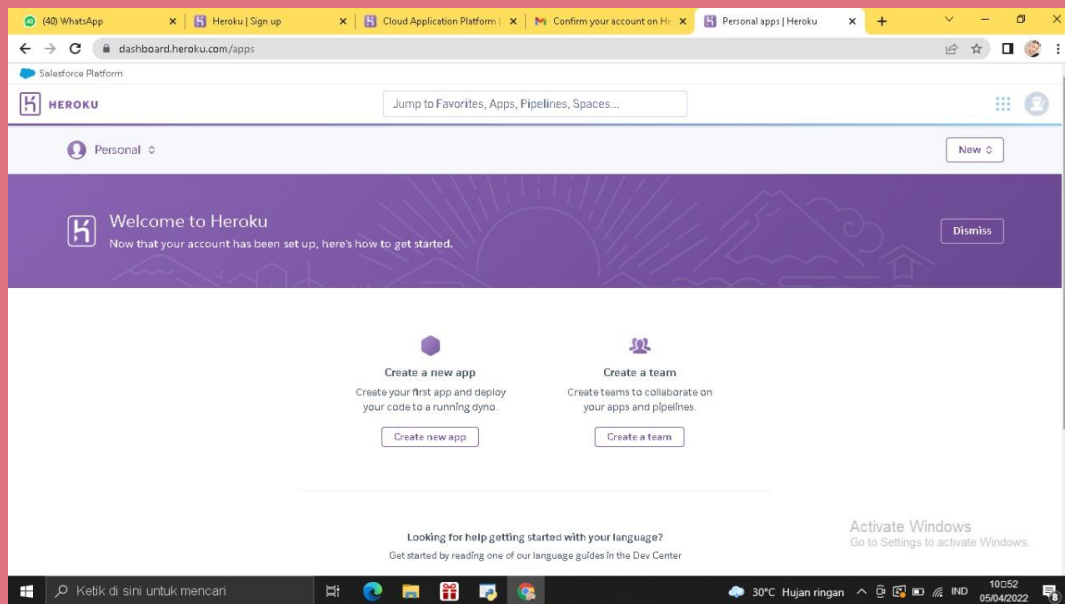 (40) WhatsApp
Heroku | Sign up
Cloud Application Platform |
Confirm your account on He
Personal apps | Heroku
dashboard.heroku.com/apps
Salesforce Platform
HEROKU
Jump to Favorites, Apps, Pipelines, Spaces...
Personal
New
Welcome to Heroku
Now that your account has been set up, here's how to get started.
Dismiss
Create a new app
Create your first app and deploy
your code to a running dyno.
Create new app
Create a team
Create teams to collaborate on
your apps and pipelines.
Create a team
Looking for help getting started with your language?
Get started by reading one of our language guides in the Dev Center
Activate Windows
Go to Settings to activate Windows.
Ketik di sini untuk mencari
30°C Hujan ringan
IND
10□52
05/04/2022